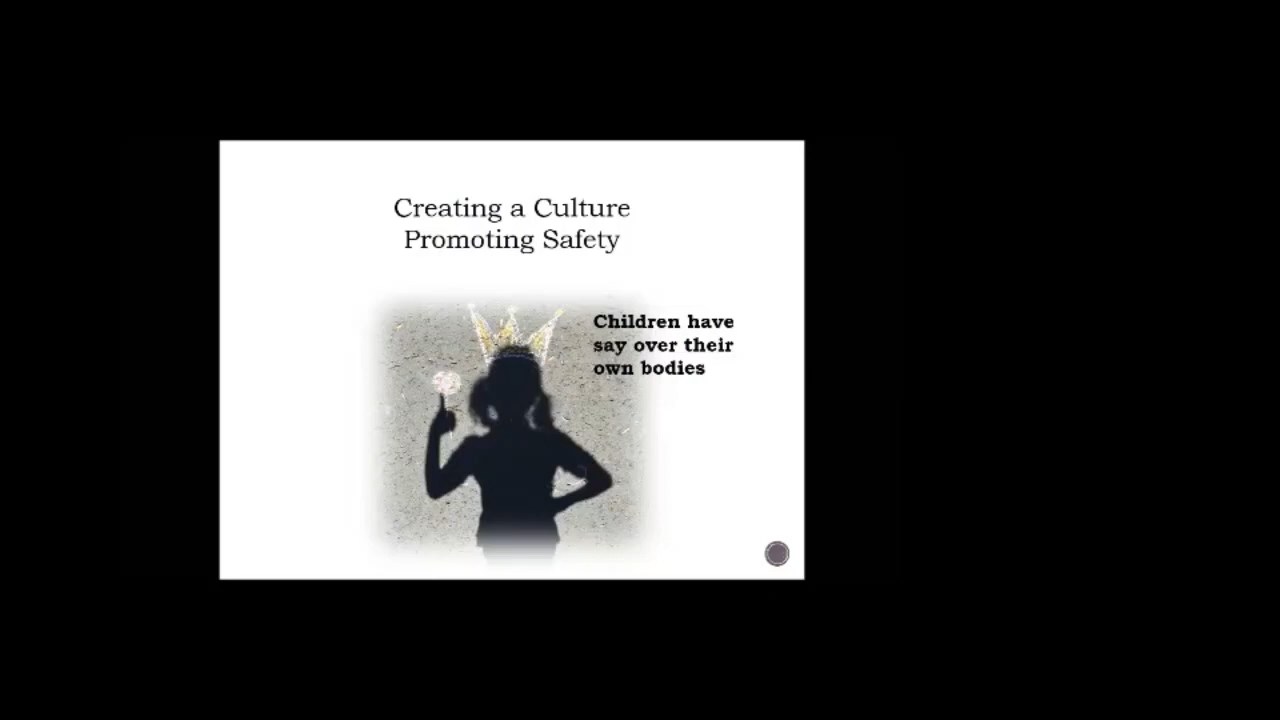 Creating a Culture
Promoting Safety
Children have
say over their
own bodies